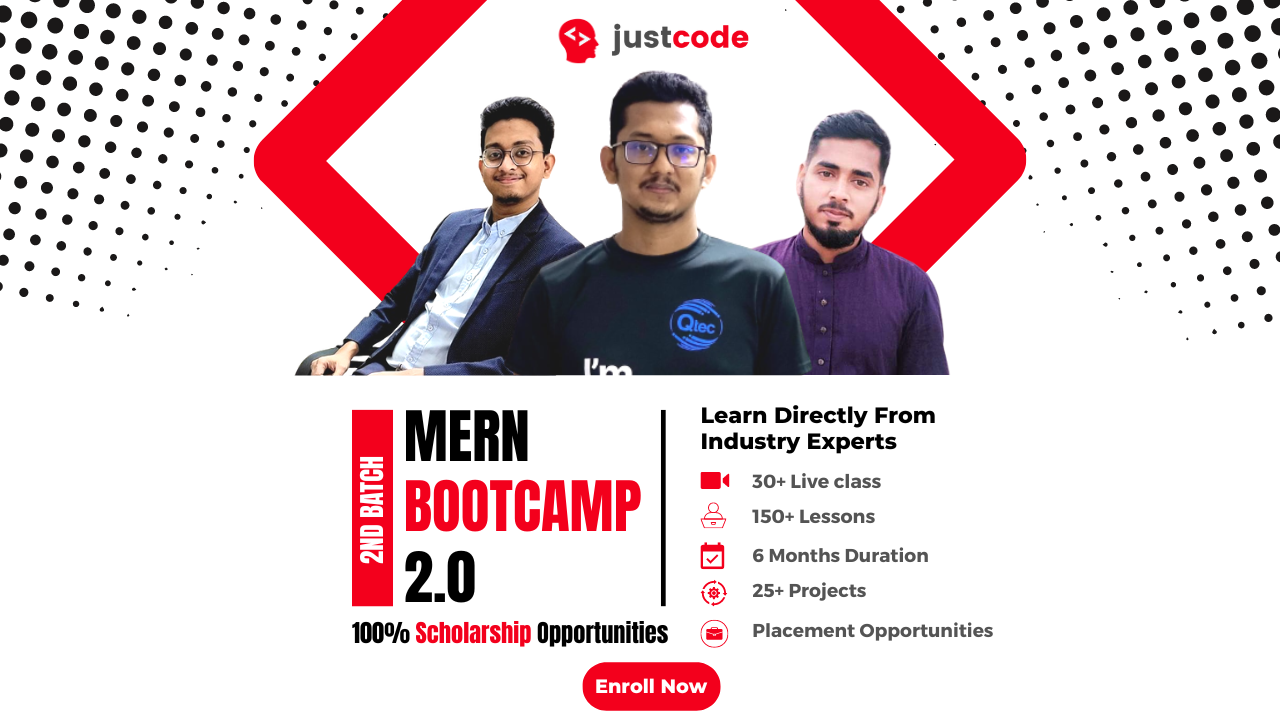 justcode
Qtec
I'm
2ND BATCH
MERN
BOOTCAMP
2.0
100% Scholarship Opportunities
Learn Directly From
Industry Experts
30+ Live class
150+ Lessons
6 Months Duration
25+ Projects
Placement Opportunities
Enroll Now